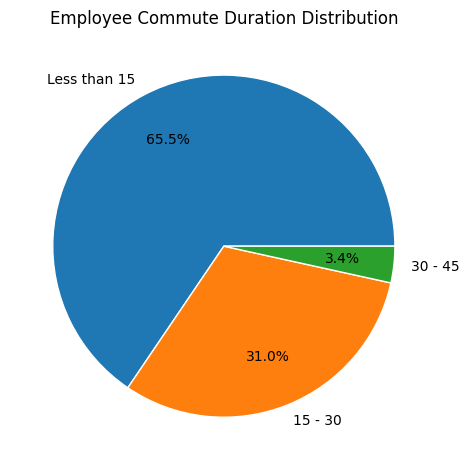 Employee Commute Duration Distribution
Less than 15
65.5%
3.4%
30 - 45
31.0%
15 - 30